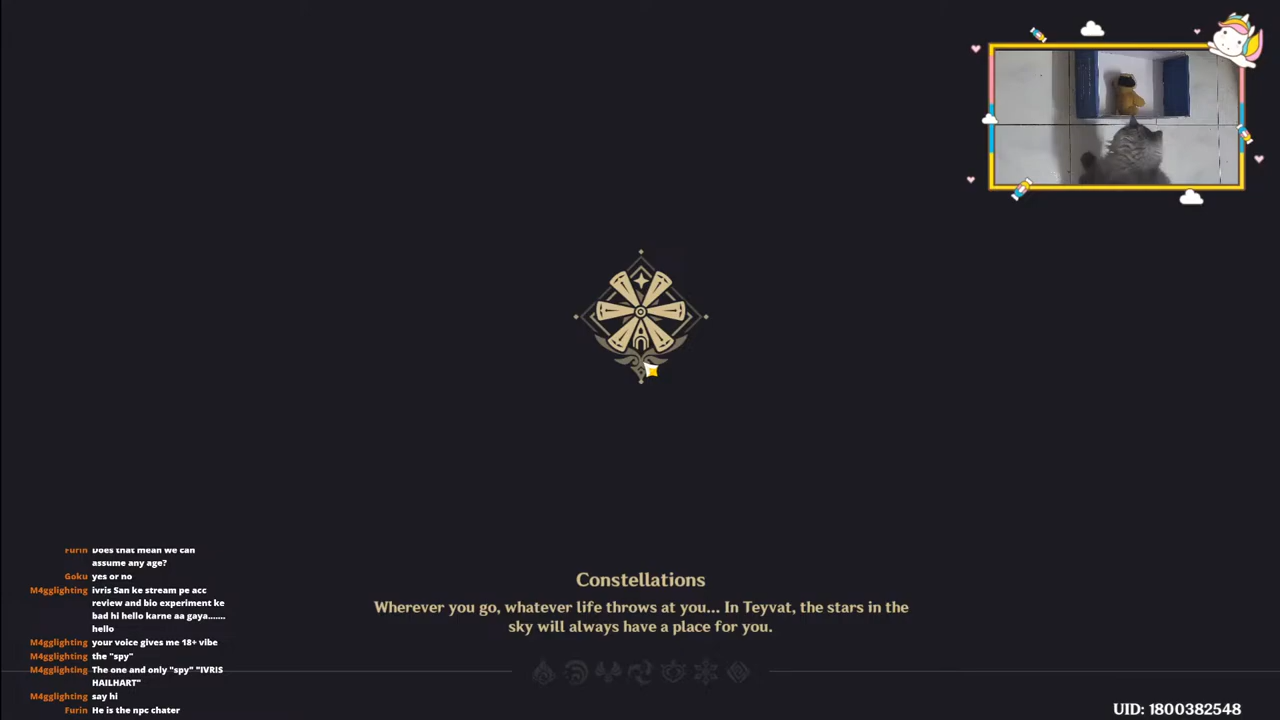 Furin Does that mean we can
assume any age?
Goku yes or no
M4gglighting ivris San ke stream pe acc
review and bio experiment ke
bad hi hello karne aa gaya.......
hello
M4gglighting your voice gives me 18+ vibe
M4gglighting the "spy"
M4gglighting The one and only "spy" "IVRIS
HAILHART"
M4gglighting say hi
Furin He is the npc chater
Constellations
Wherever you go, whatever life throws at you... In Teyvat, the stars in the
sky will always have a place for you.
UID: 1800382548